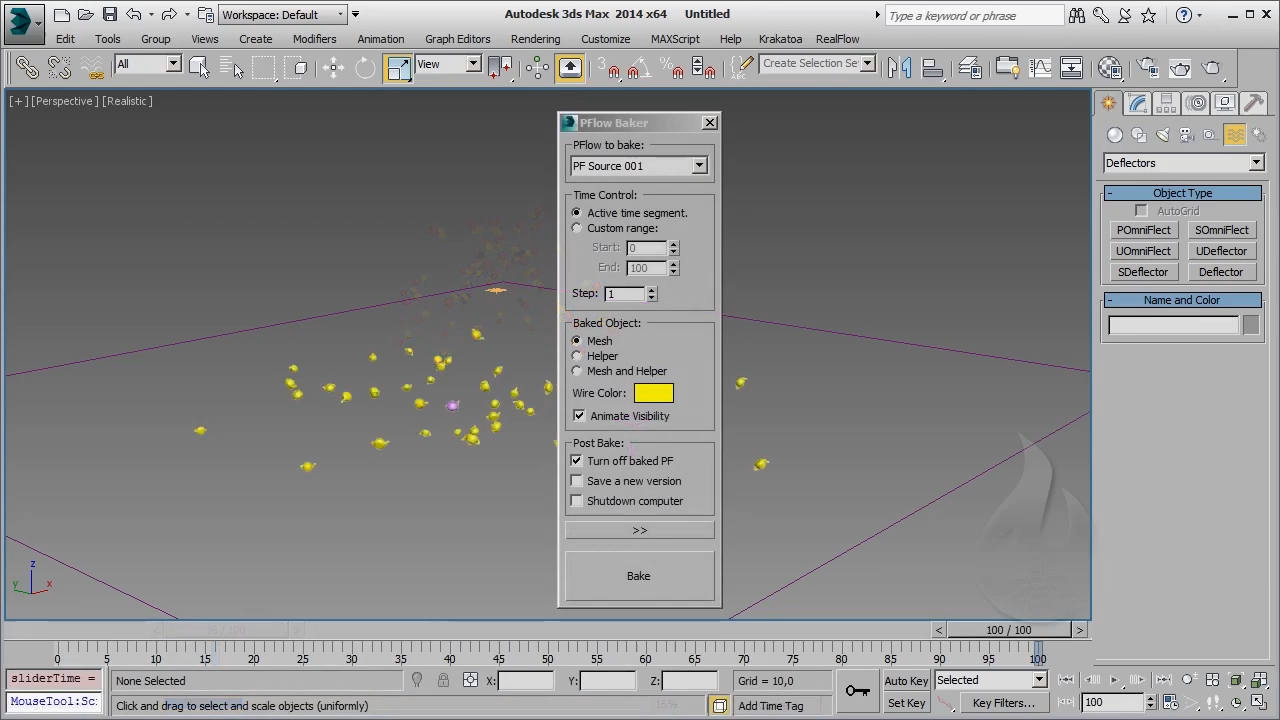 Workspace: Default
Autodesk 3ds Max 2014 x64 Untitled
Type a keyword or phrase
Edit Tools Group Views Create Modifiers Animation Graph Editors Rendering Customize MAXScript Help Krakatoa RealFlow
All
View
3
Create Selection Se
[+][Perspective][Realistic]
PFlow Baker
PFlow to bake:
PF Source 001
Time Control:
Active time segment.
Custom range:
Start: 0
End: 100
Step: 1
Baked Object:
Mesh
Helper
Mesh and Helper
Wire Color:
Animate Visibility
Post Bake:
Turn off baked PF
Save a new version
Shutdown computer
>>
Bake
Deflectors
- Object Type
AutoGrid
POmniFlect SOmniFlect
UOmniFlect UDeflector
SDeflector Deflector
- Name and Color
z
y x
< 100 / 100 >
0 5 10 15 20 25 30 35 40 45 50 55 60 65 70 75 80 85 90 95 100
sliderTime =
None Selected
X: Y: Z:
Grid = 10,0
Auto Key
Selected
MouseTool:Sc
Click and drag to select and scale objects (uniformly)
Add Time Tag
Set Key
Key Filters...
100